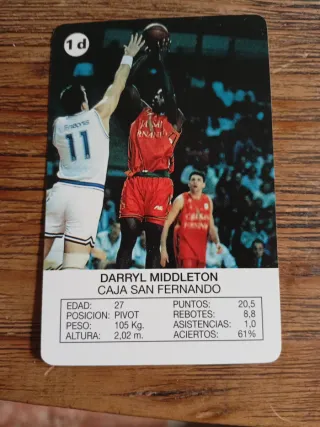 1 d
11
DARRYL MIDDLETON
CAJA SAN FERNANDO
EDAD: 27 PUNTOS: 20,5
POSICION: PIVOT REBOTES: 8,8
PESO: 105 Kg. ASISTENCIAS: 1,0
ALTURA: 2,02 m. ACIERTOS: 61%